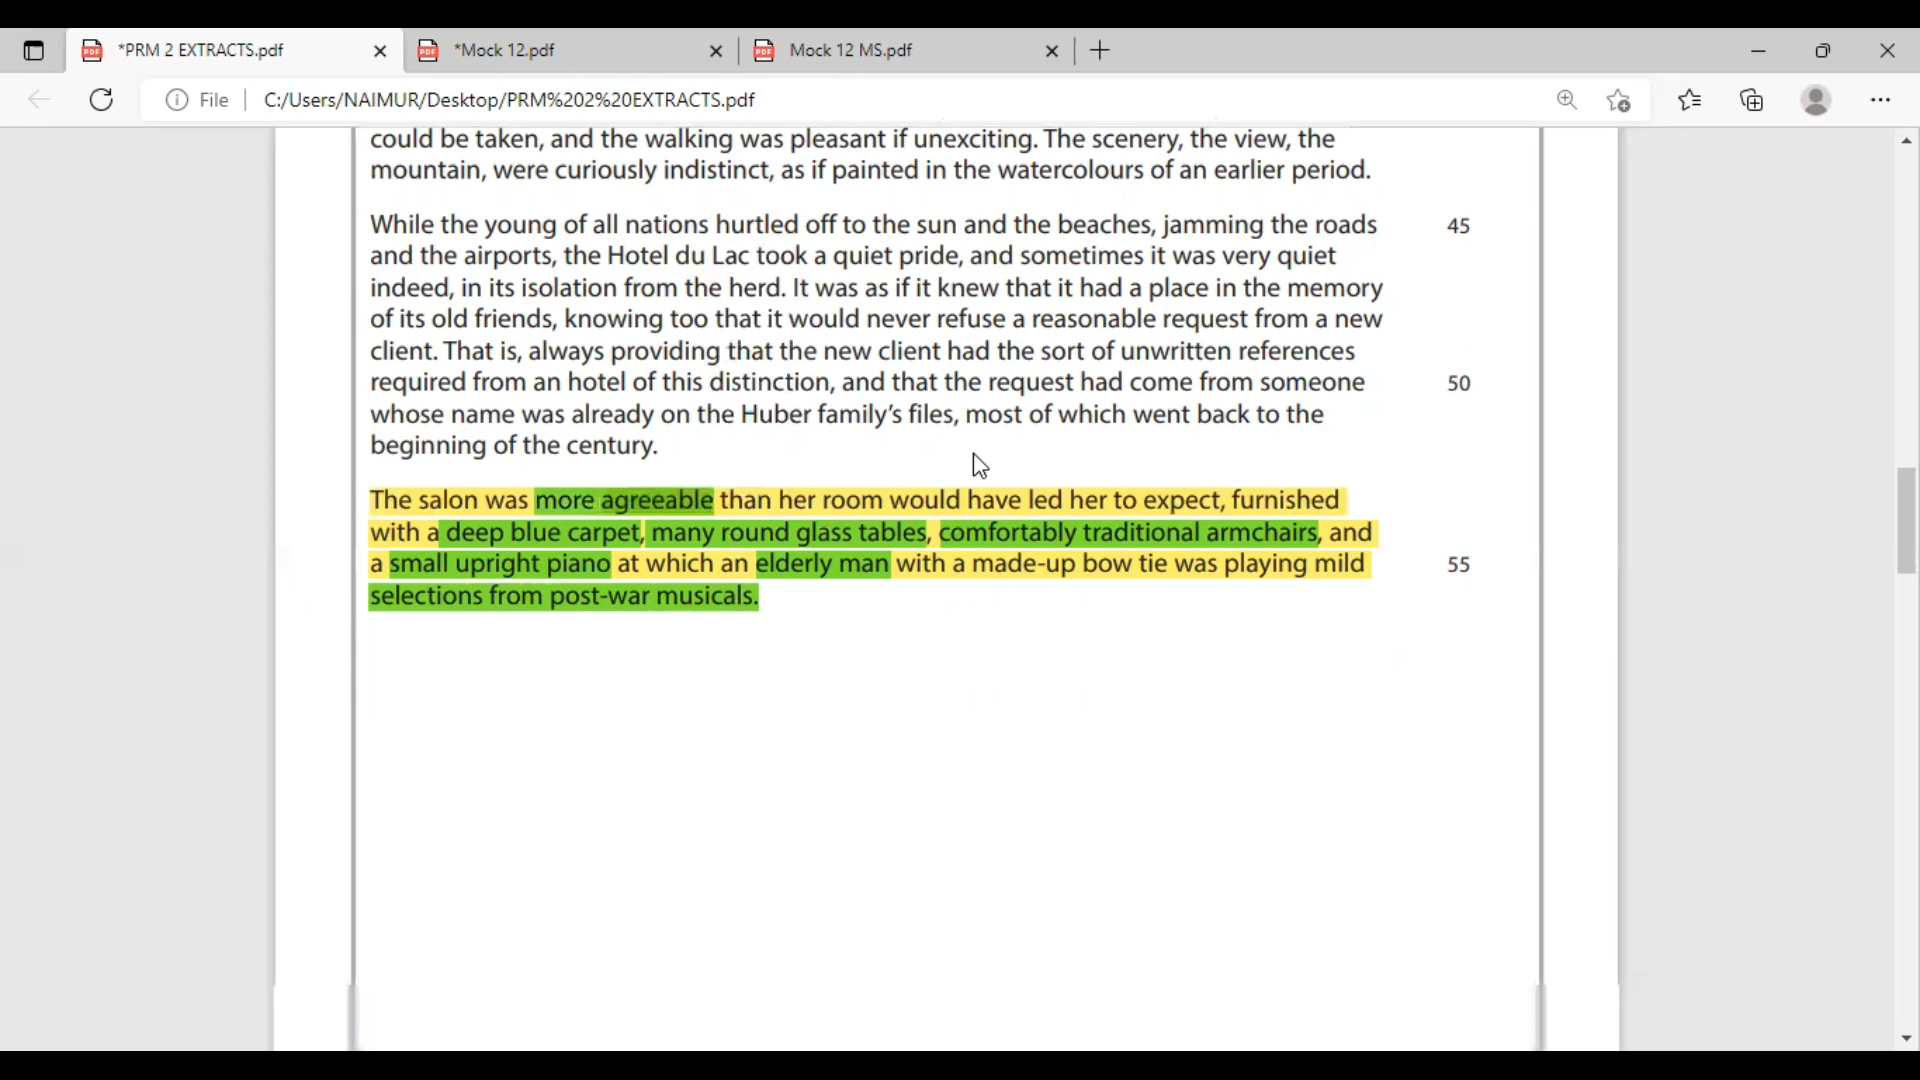 *PRM 2 EXTRACTS.pdf
*Mock 12.pdf
Mock 12 MS.pdf
File
C:/Users/NAIMUR/Desktop/PRM%202%20EXTRACTS.pdf
could be taken, and the walking was pleasant if unexciting. The scenery, the view, the
mountain, were curiously indistinct, as if painted in the watercolours of an earlier period.
While the young of all nations hurtled off to the sun and the beaches, jamming the roads 45
and the airports, the Hotel du Lac took a quiet pride, and sometimes it was very quiet
indeed, in its isolation from the herd. It was as if it knew that it had a place in the memory
of its old friends, knowing too that it would never refuse a reasonable request from a new
client. That is, always providing that the new client had the sort of unwritten references
required from an hotel of this distinction, and that the request had come from someone 50
whose name was already on the Huber family's files, most of which went back to the
beginning of the century.
The salon was more agreeable than her room would have led her to expect, furnished
with a deep blue carpet, many round glass tables, comfortably traditional armchairs, and
a small upright piano at which an elderly man with a made-up bow tie was playing mild 55
selections from post-war musicals.